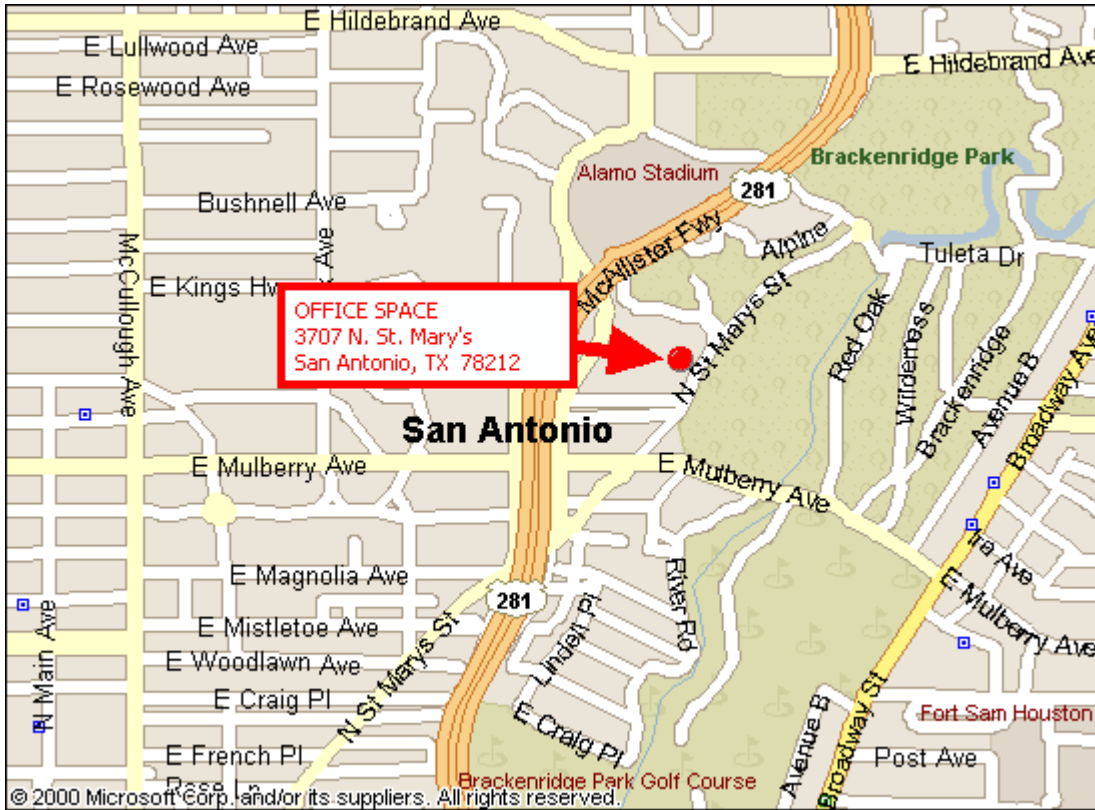 E Hildebrand Ave
E Lullwood Ave
E Hildebrand Ave
E Rosewood Ave
Brackenridge Park
Alamo Stadium
281
Bushnell Ave
McAllister Fwy
Alpine
Tuleta Dr
McCullough Ave
Ave
E Kings Hw
OFFICE SPACE
3707 N. St. Mary's
San Antonio, TX 78212
N St Marys St
Red Oak
Wilderness
Brackenridge
Avenue B
Broadway Ave
San Antonio
E Mulberry Ave
E Mulberry Ave
Ira Ave
E Magnolia Ave
281
River Rd
E Mulberry Ave
Lindell Pl
E Mistletoe Ave
E Woodlawn Ave
N Main Ave
N St Marys St
E Craig Pl
E Craig Pl
Avenue B
Broadway St
Fort Sam Houston
E French Pl
Post Ave
Brackenridge Park Golf Course
© 2000 Microsoft Corp. and/or its suppliers. All rights reserved.